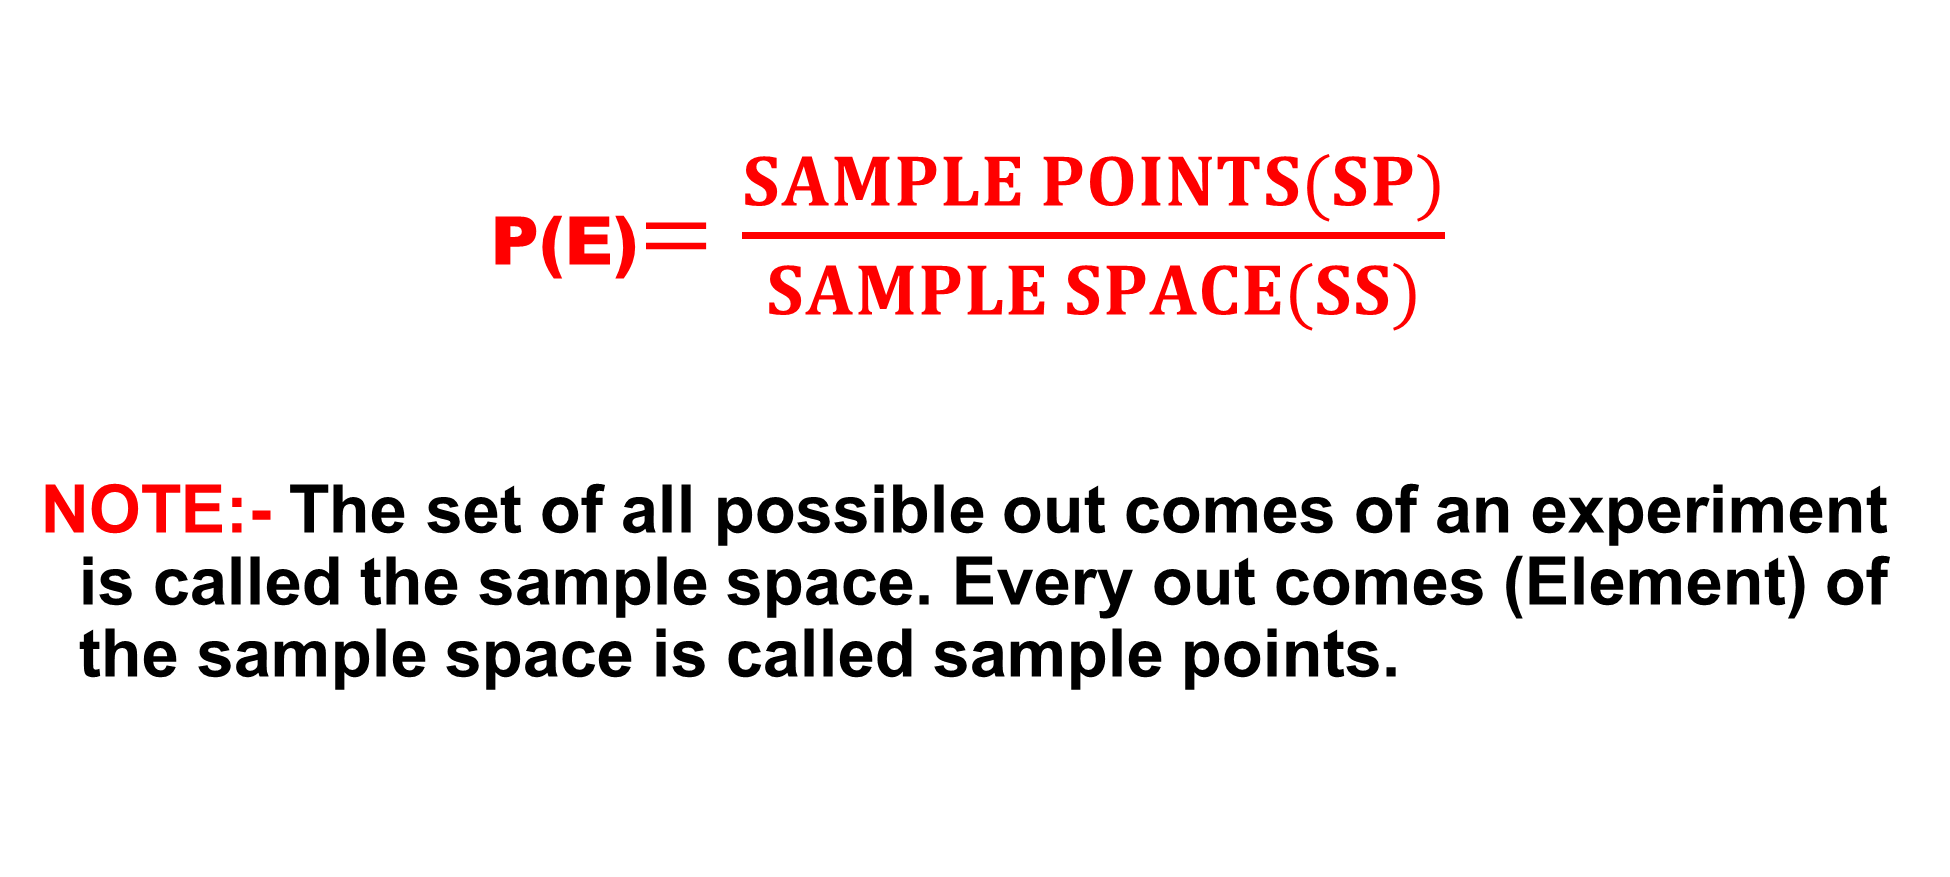 P(E)= SAMPLE POINTS(SP)
SAMPLE SPACE(SS)
NOTE:- The set of all possible out comes of an experiment
is called the sample space. Every out comes (Element) of
the sample space is called sample points.